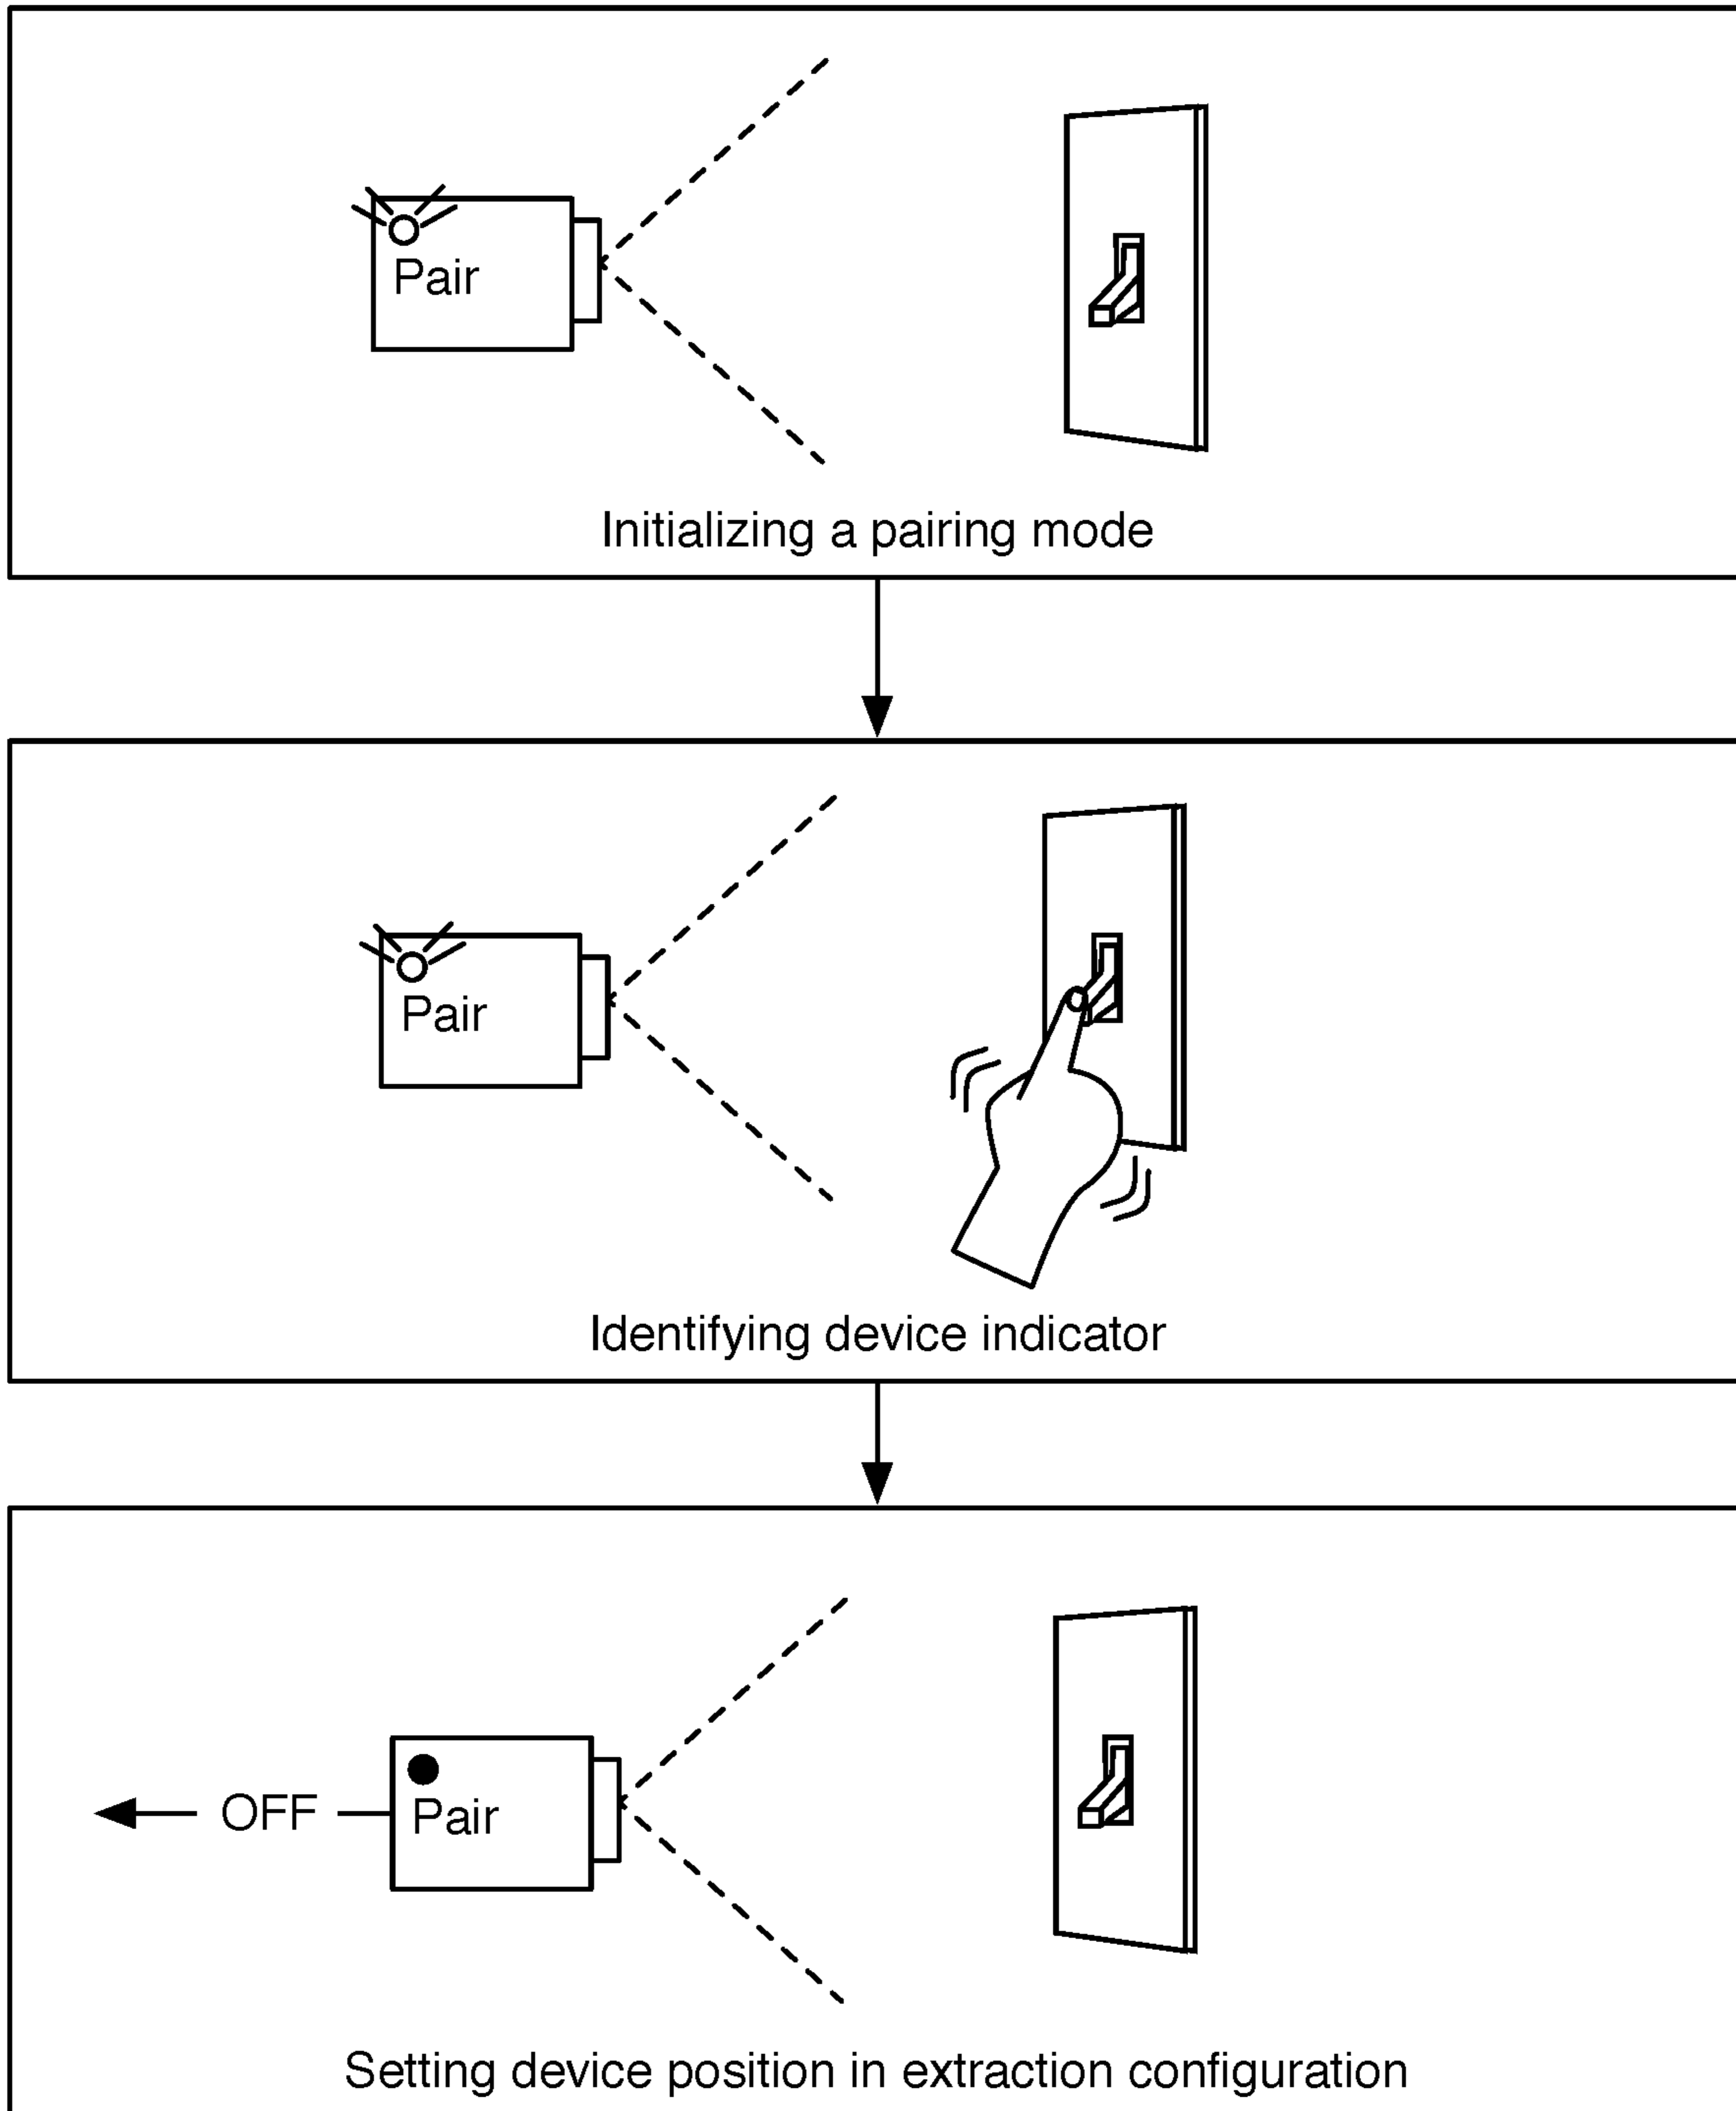 Pair
Initializing a pairing mode
Pair
Identifying device indicator
OFF
Pair
Setting device position in extraction configuration